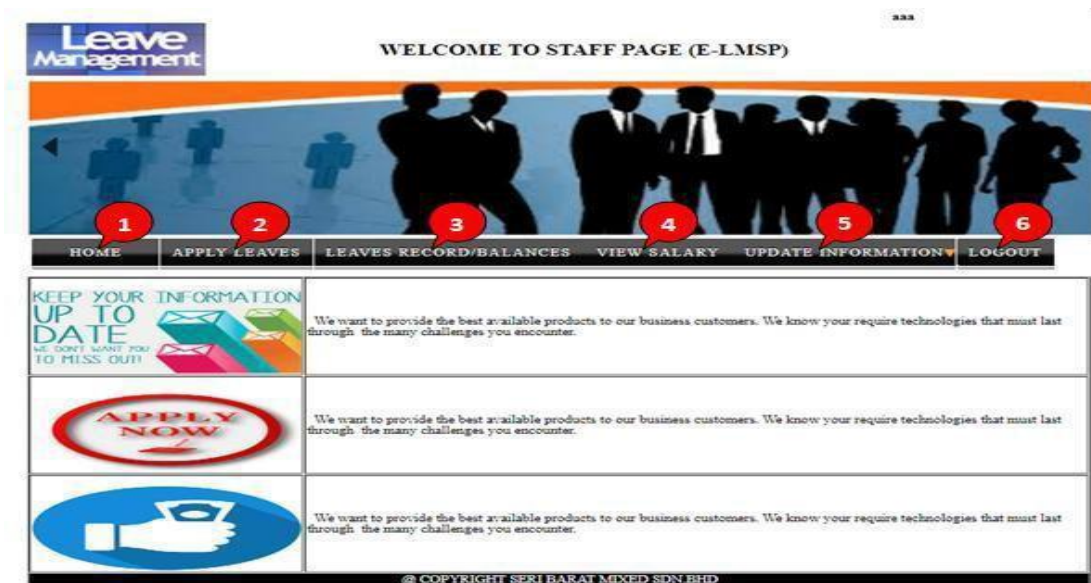 aaa
Leave
Management
WELCOME TO STAFF PAGE (E-LMSP)
1 2 3 4 5 6
HOME APPLY LEAVES LEAVES RECORD/BALANCES VIEW SALARY UPDATE INFORMATION LOGOUT
KEEP YOUR INFORMATION
UP TO
DATE
WE DON'T WANT YOU
TO MISS OUT!
We want to provide the best available products to our business customers. We know your require technologies that must last
through the many challenges you encounter.
APPLY
NOW
We want to provide the best available products to our business customers. We know your require technologies that must last
through the many challenges you encounter.
We want to provide the best available products to our business customers. We know your require technologies that must last
through the many challenges you encounter.
@ COPYRIGHT SERI BARAT MIXED SDN BHD